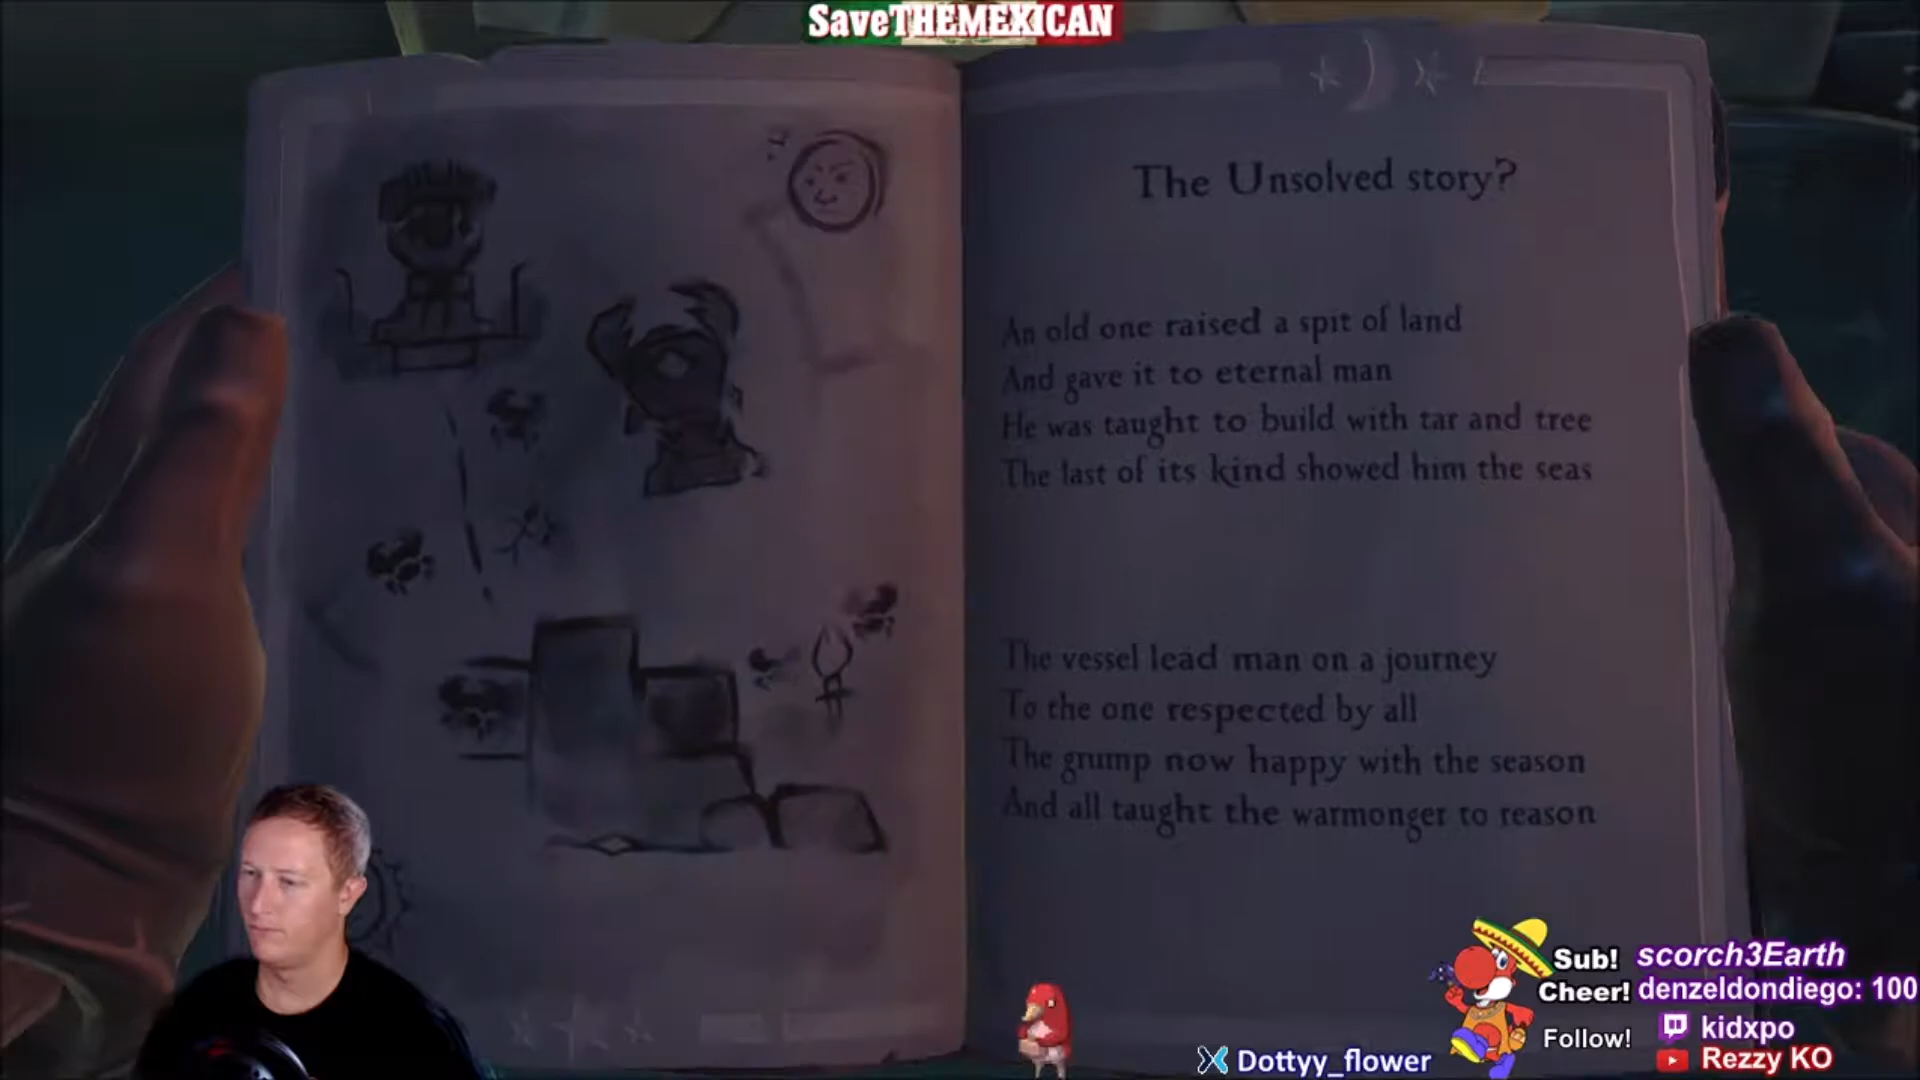 SaveTHEMEXICAN
The Unsolved story?
An old one raised a spit of land
And gave it to eternal man
He was taught to build with tar and tree
The last of its kind showed him the seas
The vessel lead man on a journey
To the one respected by all
The grump now happy with the season
And all taught the warmonger to reason
Sub! scorch3Earth
Cheer! denzeldondiego: 100
Follow! kidxpo
Rezzy KO
Dottyy_flower